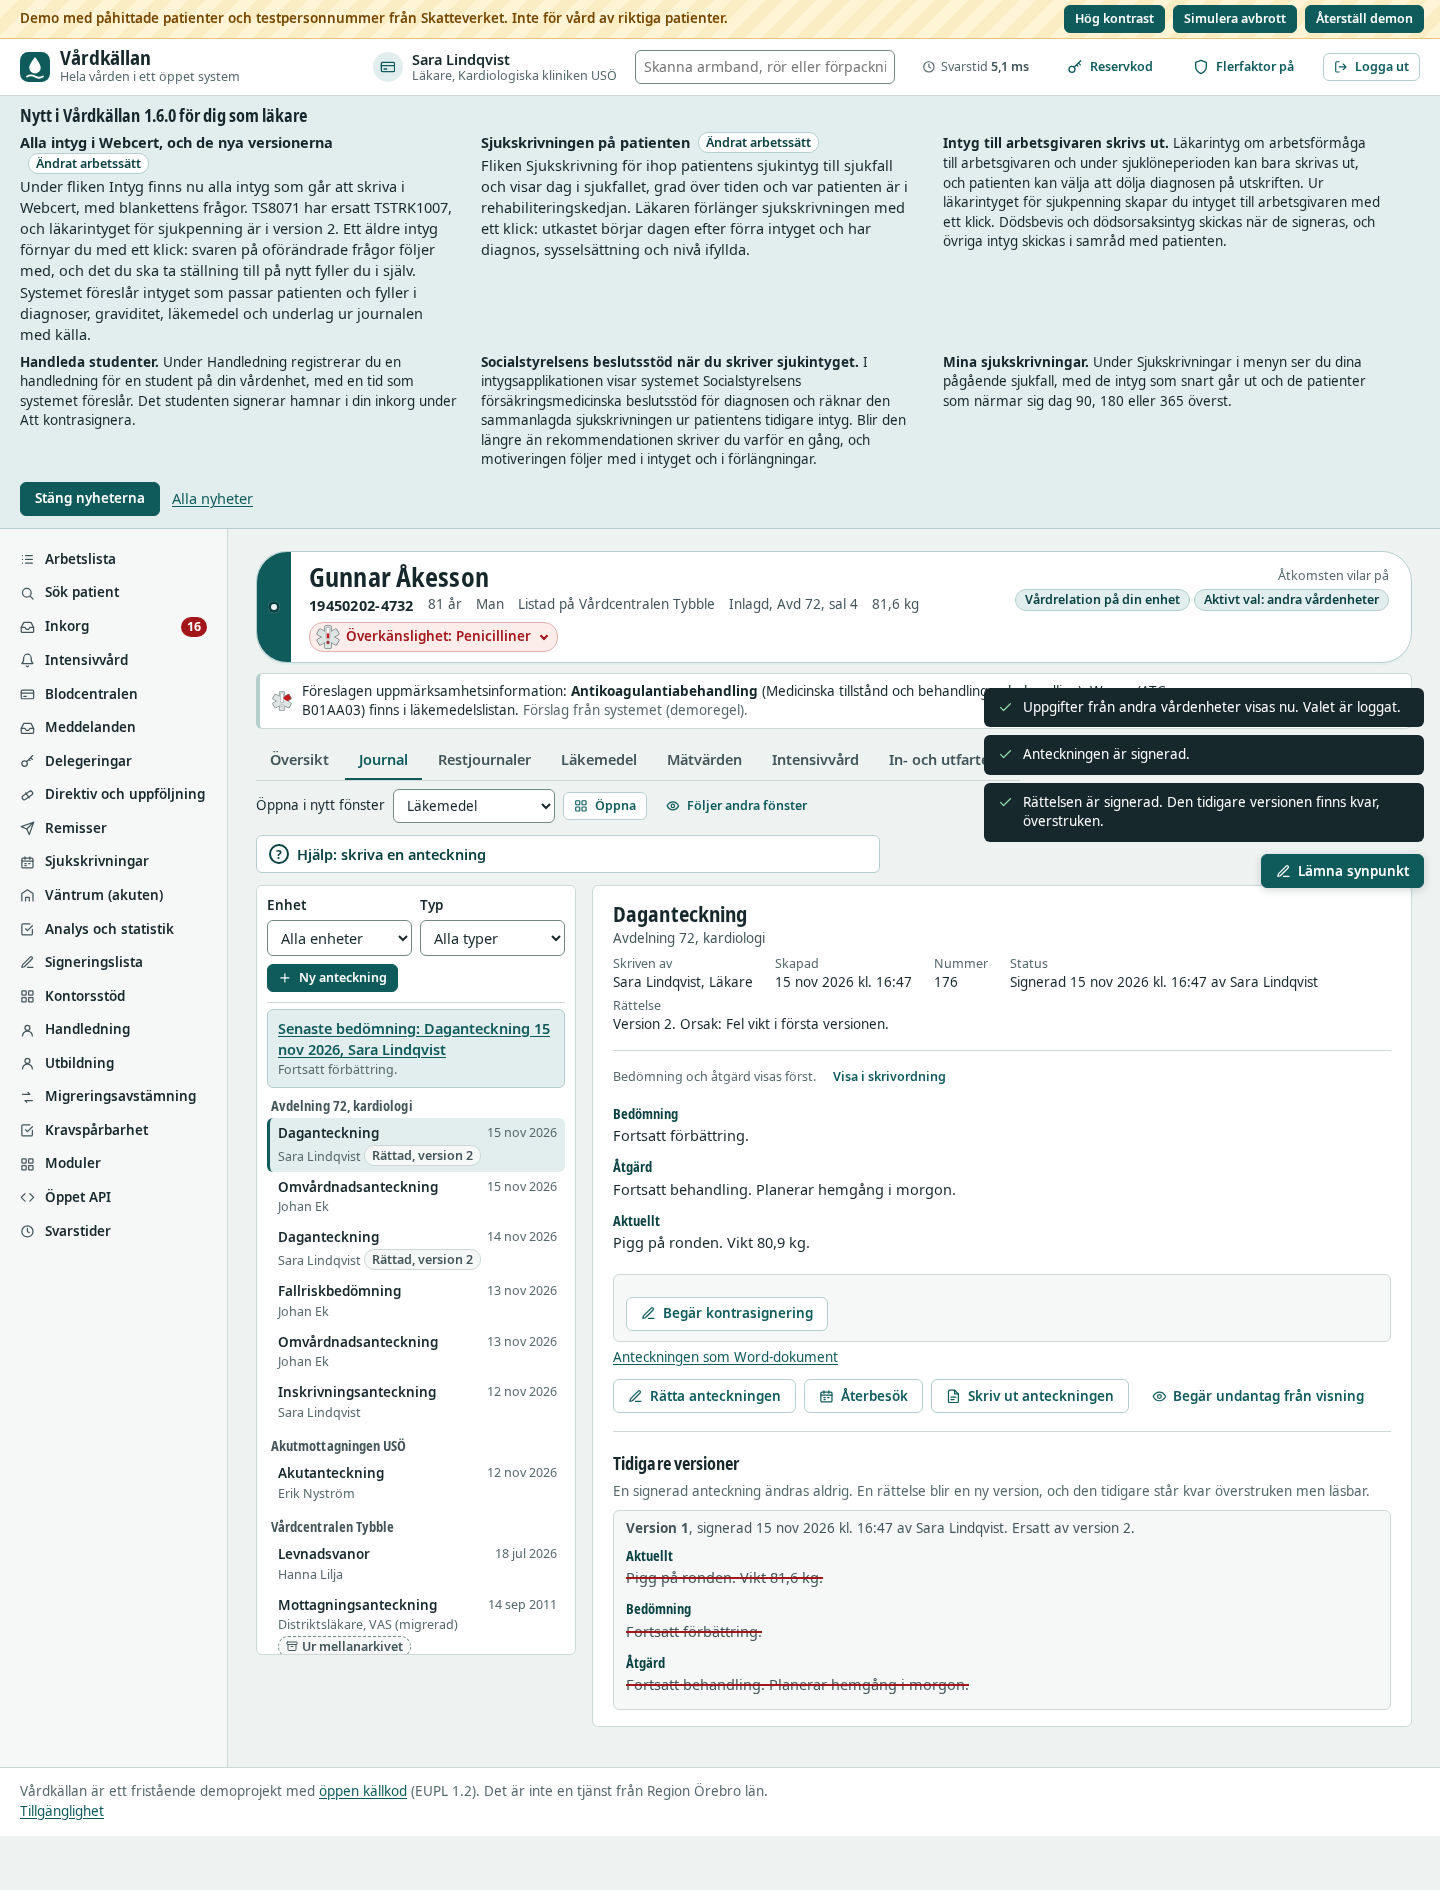 Demo med påhittade patienter och testpersonnummer från Skatteverket. Inte för vård av riktiga patienter.
Hög kontrast
Simulera avbrott
Återställ demon
Vårdkällan
Hela vården i ett öppet system
Sara Lindqvist
Läkare, Kardiologiska kliniken USÖ
Skanna armband, rör eller förpackni
Svarstid 5,1 ms
Reservkod
Flerfaktor på
Logga ut
Nytt i Vårdkällan 1.6.0 för dig som läkare
Alla intyg i Webcert, och de nya versionerna
Ändrat arbetssätt
Under fliken Intyg finns nu alla intyg som går att skriva i
Webcert, med blankettens frågor. TS8071 har ersatt TSTRK1007,
och läkarintyget för sjukpenning är i version 2. Ett äldre intyg
förnyar du med ett klick: svaren på oförändrade frågor följer
med, och det du ska ta ställning till på nytt fyller du i själv.
Systemet föreslår intyget som passar patienten och fyller i
diagnoser, graviditet, läkemedel och underlag ur journalen
med källa.
Sjukskrivningen på patienten Ändrat arbetssätt
Fliken Sjukskrivning för ihop patientens sjukintyg till sjukfall
och visar dag i sjukfallet, grad över tiden och var patienten är i
rehabiliteringskedjan. Läkaren förlänger sjukskrivningen med
ett klick: utkastet börjar dagen efter förra intyget och har
diagnos, sysselsättning och nivå ifyllda.
Intyg till arbetsgivaren skrivs ut. Läkarintyg om arbetsförmåga
till arbetsgivaren och under sjuklöneperioden kan bara skrivas ut,
och patienten kan välja att dölja diagnosen på utskriften. Ur
läkarintyget för sjukpenning skapar du intyget till arbetsgivaren med
ett klick. Dödsbevis och dödsorsaksintyg skickas när de signeras, och
övriga intyg skickas i samråd med patienten.
Handleda studenter. Under Handledning registrerar du en
handledning för en student på din vårdenhet, med en tid som
systemet föreslår. Det studenten signerar hamnar i din inkorg under
Att kontrasignera.
Socialstyrelsens beslutsstöd när du skriver sjukintyget. I
intygsapplikationen visar systemet Socialstyrelsens
försäkringsmedicinska beslutsstöd för diagnosen och räknar den
sammanlagda sjukskrivningen ur patientens tidigare intyg. Blir den
längre än rekommendationen skriver du varför en gång, och
motiveringen följer med i intyget och i förlängningar.
Mina sjukskrivningar. Under Sjukskrivningar i menyn ser du dina
pågående sjukfall, med de intyg som snart går ut och de patienter
som närmar sig dag 90, 180 eller 365 överst.
Stäng nyheterna
Alla nyheter
Arbetslista
Sök patient
Inkorg 16
Intensivvård
Blodcentralen
Meddelanden
Delegeringar
Direktiv och uppföljning
Remisser
Sjukskrivningar
Väntrum (akuten)
Analys och statistik
Signeringslista
Kontorsstöd
Handledning
Utbildning
Migreringsavstämning
Kravspårbarhet
Moduler
Öppet API
Svarstider
Gunnar Åkesson
19450202-4732 81 år Man Listad på Vårdcentralen Tybble Inlagd, Avd 72, sal 4 81,6 kg
Överkänslighet: Penicilliner
Åtkomsten vilar på
Vårdrelation på din enhet
Aktivt val: andra vårdenheter
Föreslagen uppmärksamhetsinformation: Antikoagulantiabehandling (Medicinska tillstånd och behandling
B01AA03) finns i läkemedelslistan. Förslag från systemet (demoregel).
Uppgifter från andra vårdenheter visas nu. Valet är loggat.
Anteckningen är signerad.
Rättelsen är signerad. Den tidigare versionen finns kvar,
överstruken.
Lämna synpunkt
Översikt
Journal
Restjournaler
Läkemedel
Mätvärden
Intensivvård
In- och utfarte
Öppna i nytt fönster
Läkemedel
Öppna
Följer andra fönster
? Hjälp: skriva en anteckning
Enhet
Typ
Alla enheter
Alla typer
Ny anteckning
Senaste bedömning: Daganteckning 15
nov 2026, Sara Lindqvist
Fortsatt förbättring.
Avdelning 72, kardiologi
Daganteckning 15 nov 2026
Sara Lindqvist Rättad, version 2
Omvårdnadsanteckning 15 nov 2026
Johan Ek
Daganteckning 14 nov 2026
Sara Lindqvist Rättad, version 2
Fallriskbedömning 13 nov 2026
Johan Ek
Omvårdnadsanteckning 13 nov 2026
Johan Ek
Inskrivningsanteckning 12 nov 2026
Sara Lindqvist
Akutmottagningen USÖ
Akutanteckning 12 nov 2026
Erik Nyström
Vårdcentralen Tybble
Levnadsvanor 18 jul 2026
Hanna Lilja
Mottagningsanteckning 14 sep 2011
Distriktsläkare, VAS (migrerad)
Ur mellanarkivet
Daganteckning
Avdelning 72, kardiologi
Skriven av
Sara Lindqvist, Läkare
Skapad
15 nov 2026 kl. 16:47
Nummer
176
Status
Signerad 15 nov 2026 kl. 16:47 av Sara Lindqvist
Rättelse
Version 2. Orsak: Fel vikt i första versionen.
Bedömning och åtgärd visas först. Visa i skrivordning
Bedömning
Fortsatt förbättring.
Åtgärd
Fortsatt behandling. Planerar hemgång i morgon.
Aktuellt
Pigg på ronden. Vikt 80,9 kg.
Begär kontrasignering
Anteckningen som Word-dokument
Rätta anteckningen
Återbesök
Skriv ut anteckningen
Begär undantag från visning
Tidigare versioner
En signerad anteckning ändras aldrig. En rättelse blir en ny version, och den tidigare står kvar överstruken men läsbar.
Version 1, signerad 15 nov 2026 kl. 16:47 av Sara Lindqvist. Ersatt av version 2.
Aktuellt
Pigg på ronden. Vikt 81,6 kg.
Bedömning
Fortsatt förbättring.
Åtgärd
Fortsatt behandling. Planerar hemgång i morgon.
Vårdkällan är ett fristående demoprojekt med öppen källkod (EUPL 1.2). Det är inte en tjänst från Region Örebro län.
Tillgänglighet